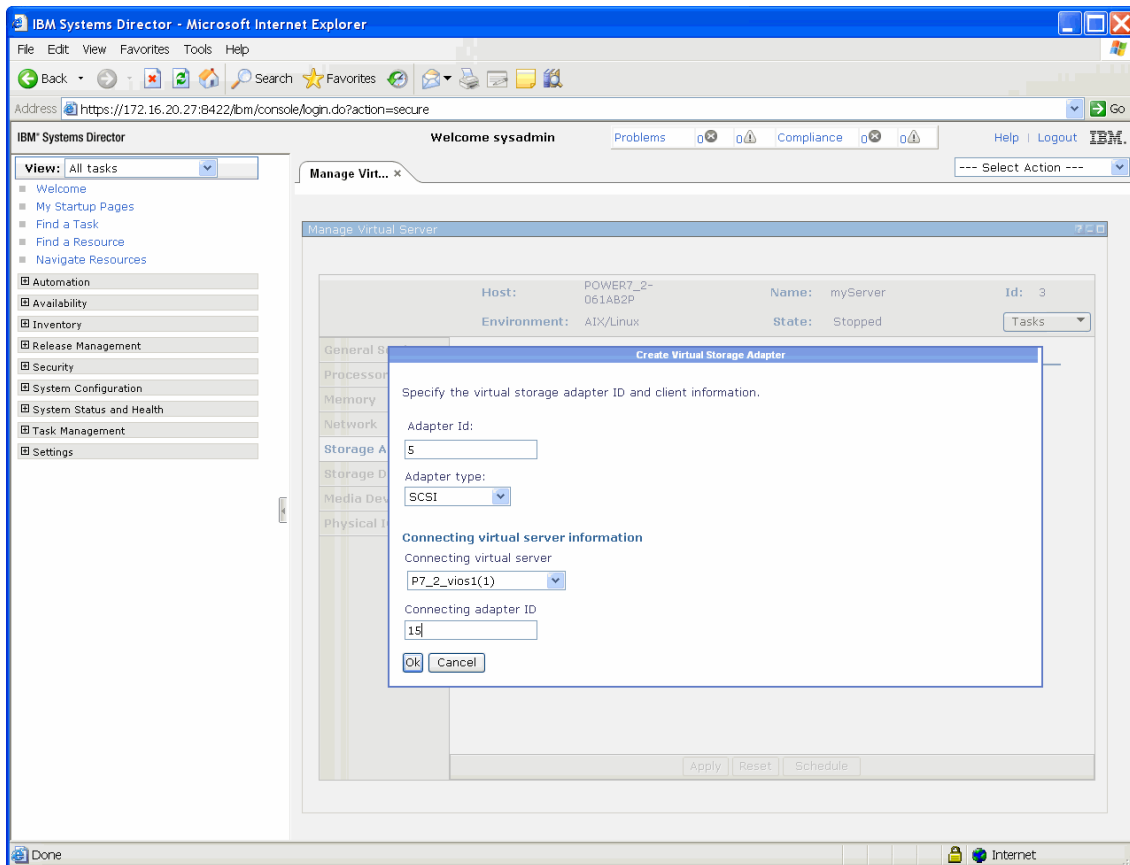 IBM Systems Director - Microsoft Internet Explorer
File Edit View Favorites Tools Help
Back Search Favorites
Address https://172.16.20.27:8422/ibm/console/login.do?action=secure Go
IBM® Systems Director Welcome sysadmin Problems 0 0 Compliance 0 0 Help | Logout IBM.
View: All tasks
Manage Virt... × --- Select Action ---
Welcome
My Startup Pages
Find a Task
Find a Resource
Navigate Resources
Automation
Availability
Inventory
Release Management
Security
System Configuration
System Status and Health
Task Management
Settings
Manage Virtual Server
Host: POWER7_2-061AB2P Name: myServer Id: 3
Environment: AIX/Linux State: Stopped Tasks
General
Processor
Memory
Network
Storage A
Storage D
Media Dev
Physical I
Create Virtual Storage Adapter
Specify the virtual storage adapter ID and client information.
Adapter Id:
5
Adapter type:
SCSI
Connecting virtual server information
Connecting virtual server
P7_2_vios1(1)
Connecting adapter ID
15
Ok Cancel
Apply Reset Schedule
Done Internet